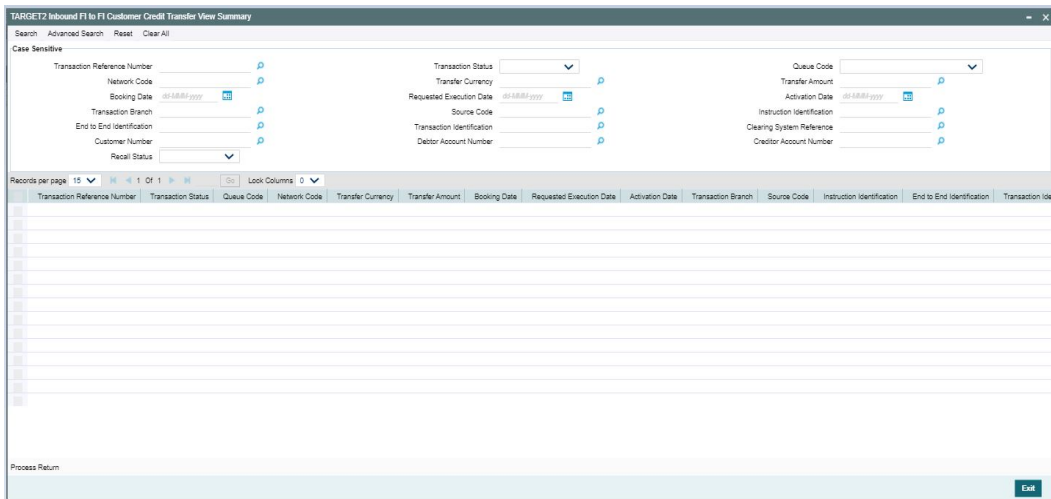 TARGET2 Inbound FI to FI Customer Credit Transfer View Summary
Search Advanced Search Reset Clear All
Case Sensitive
Transaction Reference Number Transaction Status Queue Code
Network Code Transfer Currency Transfer Amount
Booking Date dd-MMM-yyyy Requested Execution Date dd-MMM-yyyy Activation Date dd-MMM-yyyy
Transaction Branch Source Code Instruction Identification
End to End Identification Transaction Identification Clearing System Reference
Customer Number Debtor Account Number Creditor Account Number
Recall Status
Records per page 15 1 Of 1 Go Lock Columns 0
Transaction Reference Number Transaction Status Queue Code Network Code Transfer Currency Transfer Amount Booking Date Requested Execution Date Activation Date Transaction Branch Source Code Instruction Identification End to End Identification Transaction Ide
Process Return
Exit